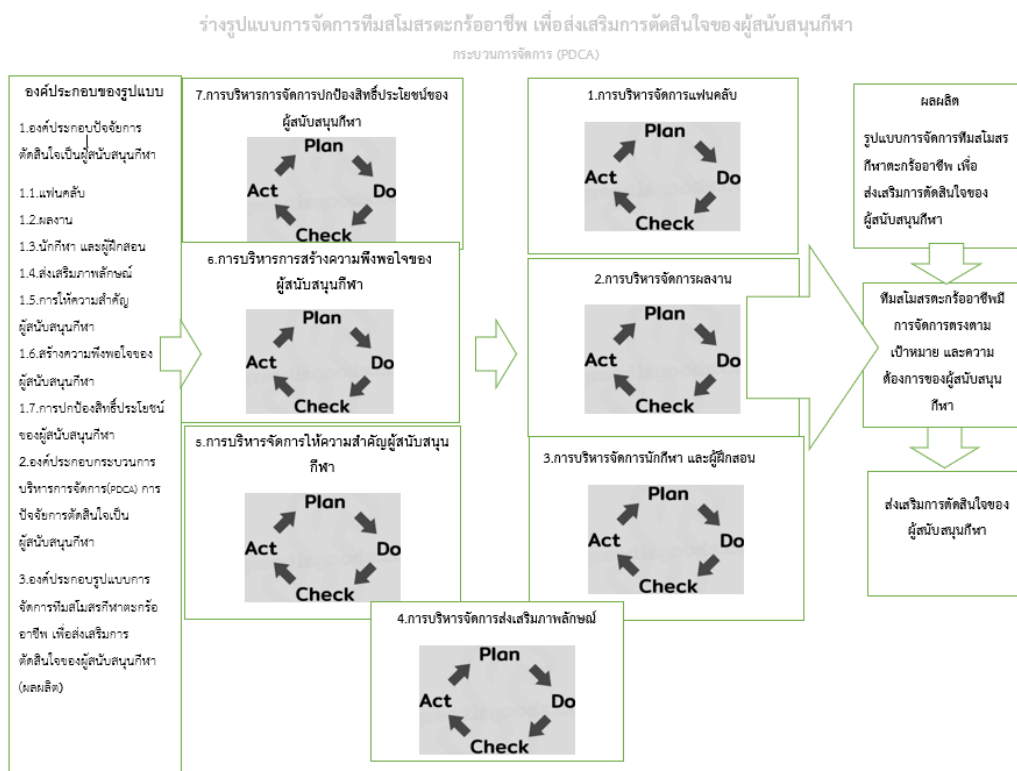 ร่างรูปแบบการจัดการทีมสโมสรตะกร้ออาชีพ เพื่อส่งเสริมการตัดสินใจของผู้สนับสนุนกีฬา
กระบวนการจัดการ (PDCA)
องค์ประกอบของรูปแบบ
1.องค์ประกอบปัจจัยการ
ตัดสินใจเป็นผู้สนับสนุนกีฬา
1.1.แฟนคลับ
1.2.ผลงาน
1.3.นักกีฬา และผู้ฝึกสอน
1.4.ส่งเสริมภาพลักษณ์
1.5.การให้ความสำคัญ
ผู้สนับสนุนกีฬา
1.6.สร้างความพึงพอใจของ
ผู้สนับสนุนกีฬา
1.7.การปกป้องสิทธิ์ประโยชน์
ของผู้สนับสนุนกีฬา
2.องค์ประกอบกระบวนการ
บริหารการจัดการ(PDCA) การ
ปัจจัยการตัดสินใจเป็น
ผู้สนับสนุนกีฬา
3.องค์ประกอบรูปแบบการ
จัดการทีมสโมสรกีฬาตะกร้อ
อาชีพ เพื่อส่งเสริมการ
ตัดสินใจของผู้สนับสนุนกีฬา
(ผลผลิต)
7.การบริหารการจัดการปกป้องสิทธิ์ประโยชน์ของ
ผู้สนับสนุนกีฬา
Plan
Act
Do
Check
๖.การบริหารการสร้างความพึงพอใจของ
ผู้สนับสนุนกีฬา
Plan
Act
Do
Check
๕.การบริหารจัดการให้ความสำคัญผู้สนับสนุน
กีฬา
Plan
Act
Do
Check
4.การบริหารจัดการส่งเสริมภาพลักษณ์
Plan
Act
Do
Check
1.การบริหารจัดการแฟนคลับ
Plan
Act
Do
Check
2.การบริหารจัดการผลงาน
Plan
Act
Do
Check
3.การบริหารจัดการนักกีฬา และผู้ฝึกสอน
Plan
Act
Do
Check
ผลผลิต
รูปแบบการจัดการทีมสโมสร
กีฬาตะกร้ออาชีพ เพื่อ
ส่งเสริมการตัดสินใจของ
ผู้สนับสนุนกีฬา
ทีมสโมสรตะกร้ออาชีพมี
การจัดการตรงตาม
เป้าหมาย และความ
ต้องการของผู้สนับสนุน
กีฬา
ส่งเสริมการตัดสินใจของ
ผู้สนับสนุนกีฬา